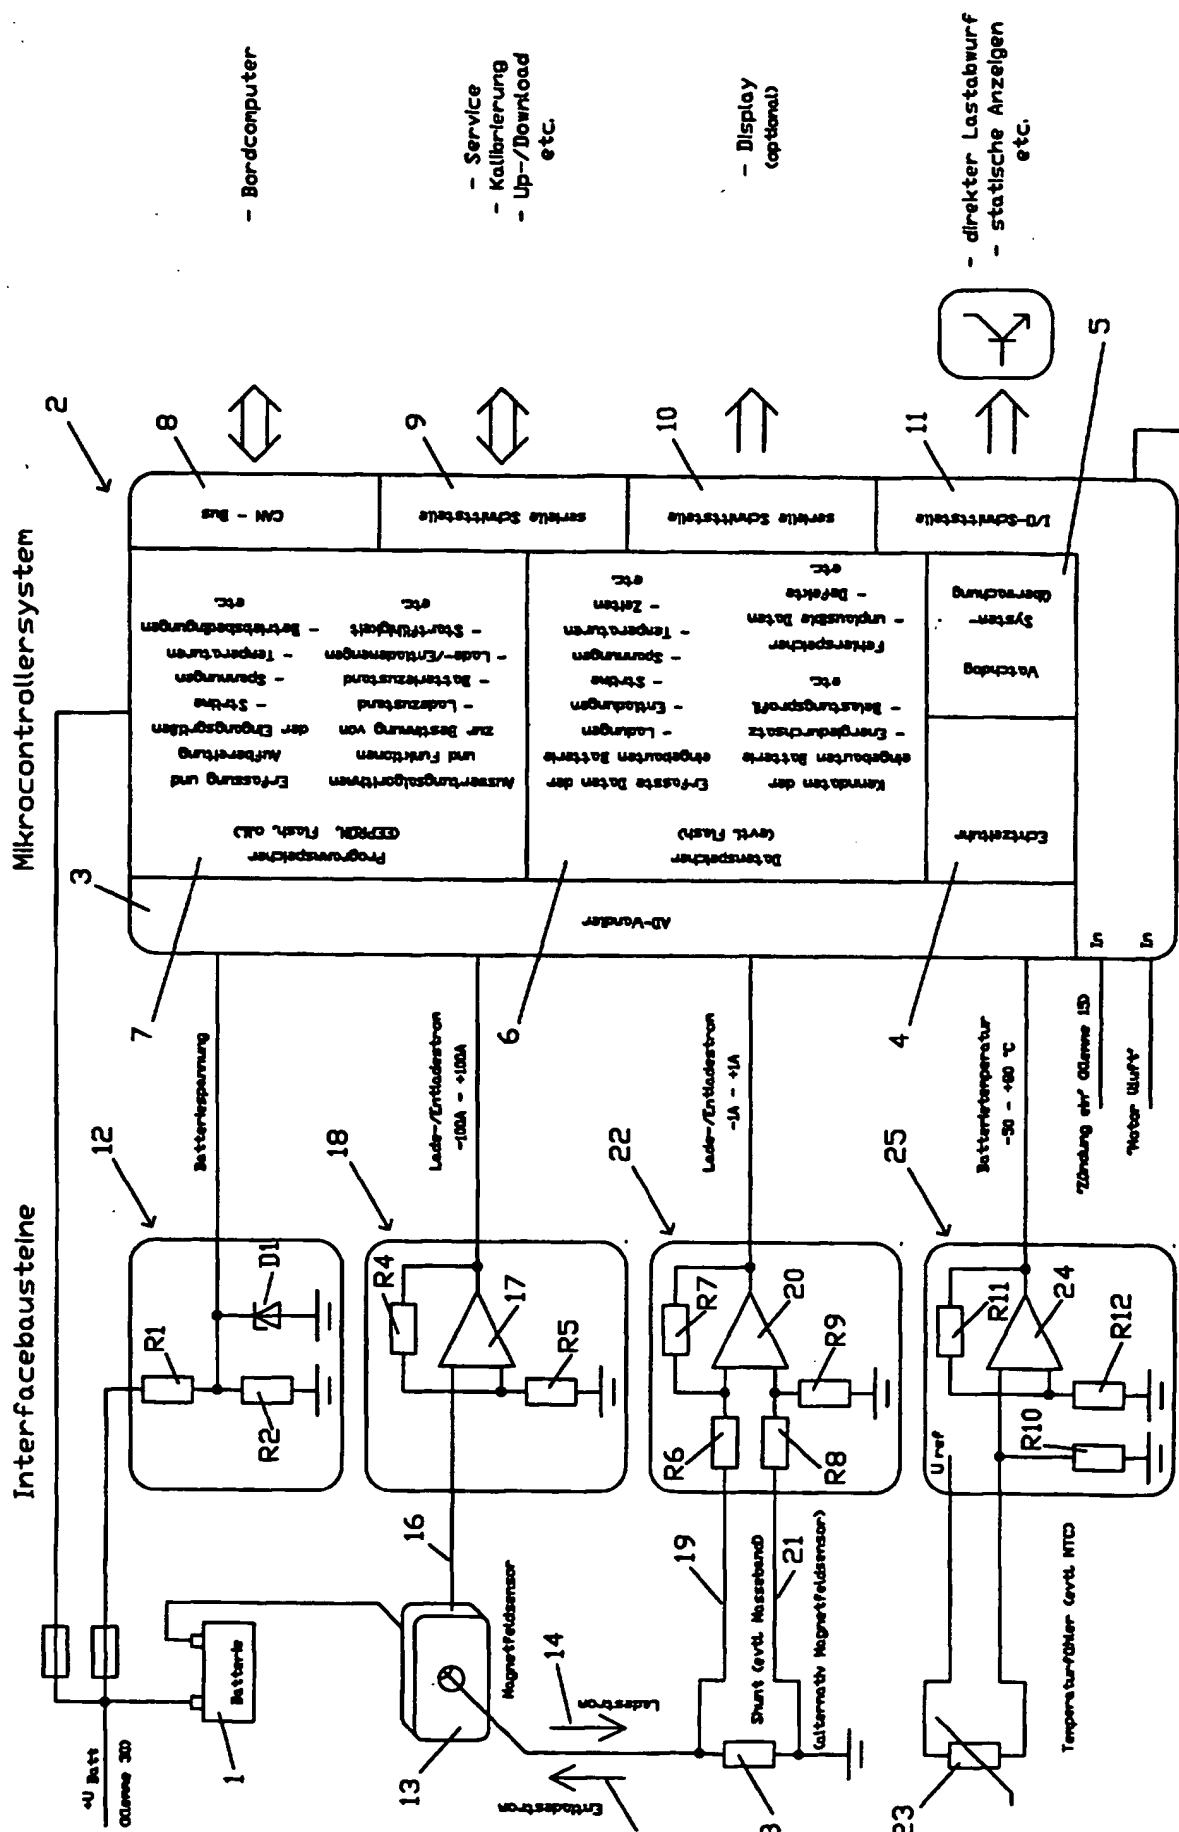 Interfacebausteine
Mikrocontrollersystem
+U Batt
(Klemme 30)
Batterie
1
12
R1
R2
D1
Batteriespannung
2
3
7
Programmspeicher
(EEPROM, Flash, o.ä.)
Erfassung und
Aufbereitung
der Eingangsgrößen
- Ströme
- Spannungen
- Temperaturen
- Betriebsbedingungen
etc.
Auswertungsalgorithmen
und Funktionen
zur Bestimmung von
- Ladezustand
- Batteriezustand
- Lade-/Entlademengen
- Startfähigkeit
etc.
CAN - Bus
8
- Bordcomputer
13
Magnetfeldsensor
16
18
R4
17
R5
Lade-/Entladestrom
-100A - +100A
AD-Wandler
serielle Schnittstelle
9
- Service
- Kalibrierung
- Up-/Download
etc.
14
Ladestrom
Entladestrom
6
Datenspeicher
(evtl. Flash)
Erfasste Daten der
eingebauten Batterie
- Ladungen
- Entladungen
- Ströme
- Spannungen
- Temperaturen
- Zeiten
etc.
Kenndaten der
eingebauten Batterie
- Energiedurchsatz
- Belastungsprofil
etc.
Fehlerspeicher
unplausible Daten
- Defekte
etc.
serielle Schnittstelle
10
- Display
(optional)
19
Shunt (evtl. Masseband)
21
(alternativ Magnetfeldsensor)
22
R6
R7
20
R8
R9
Lade-/Entladestrom
-1A - +1A
4
Echtzeituhr
Watchdog
System-
überwachung
5
I/O-Schnittstelle
11
- direkter Lastabwurf
- statische Anzeigen
etc.
23
Temperaturfühler (evtl. NTC)
U ref
25
R10
R11
24
R12
Batterietemperatur
-50 - +80 °C
"Zündung ein" (Klemme 15)
In
"Motor läuft"
In